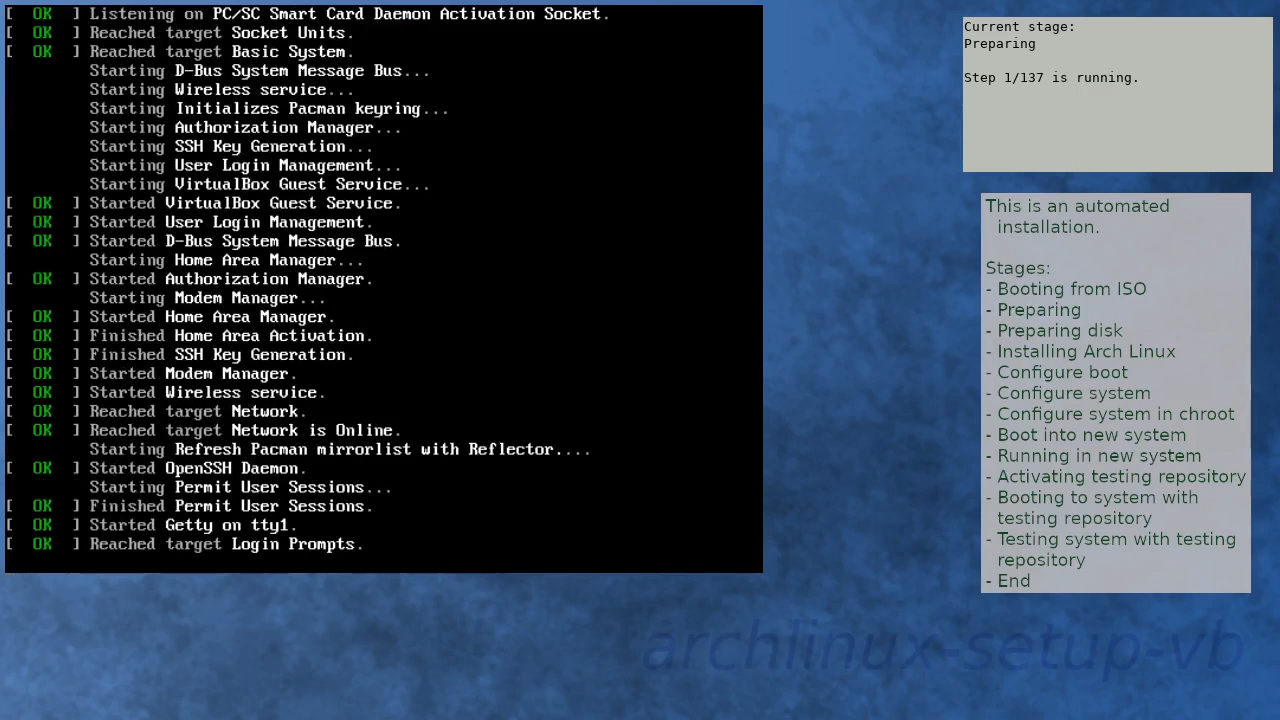 [  OK  ] Listening on PC/SC Smart Card Daemon Activation Socket.
[  OK  ] Reached target Socket Units.
[  OK  ] Reached target Basic System.
Starting D-Bus System Message Bus...
Starting Wireless service...
Starting Initializes Pacman keyring...
Starting Authorization Manager...
Starting SSH Key Generation...
Starting User Login Management...
Starting VirtualBox Guest Service...
[  OK  ] Started VirtualBox Guest Service.
[  OK  ] Started User Login Management.
[  OK  ] Started D-Bus System Message Bus.
Starting Home Area Manager...
[  OK  ] Started Authorization Manager.
Starting Modem Manager...
[  OK  ] Started Home Area Manager.
[  OK  ] Finished Home Area Activation.
[  OK  ] Finished SSH Key Generation.
[  OK  ] Started Modem Manager.
[  OK  ] Started Wireless service.
[  OK  ] Reached target Network.
[  OK  ] Reached target Network is Online.
Starting Refresh Pacman mirrorlist with Reflector....
[  OK  ] Started OpenSSH Daemon.
Starting Permit User Sessions...
[  OK  ] Finished Permit User Sessions.
[  OK  ] Started Getty on tty1.
[  OK  ] Reached target Login Prompts.
Current stage:
Preparing
Step 1/137 is running.
This is an automated
installation.
Stages:
- Booting from ISO
- Preparing
- Preparing disk
- Installing Arch Linux
- Configure boot
- Configure system
- Configure system in chroot
- Boot into new system
- Running in new system
- Activating testing repository
- Booting to system with
testing repository
- Testing system with testing
repository
- End
archlinux-setup-vb